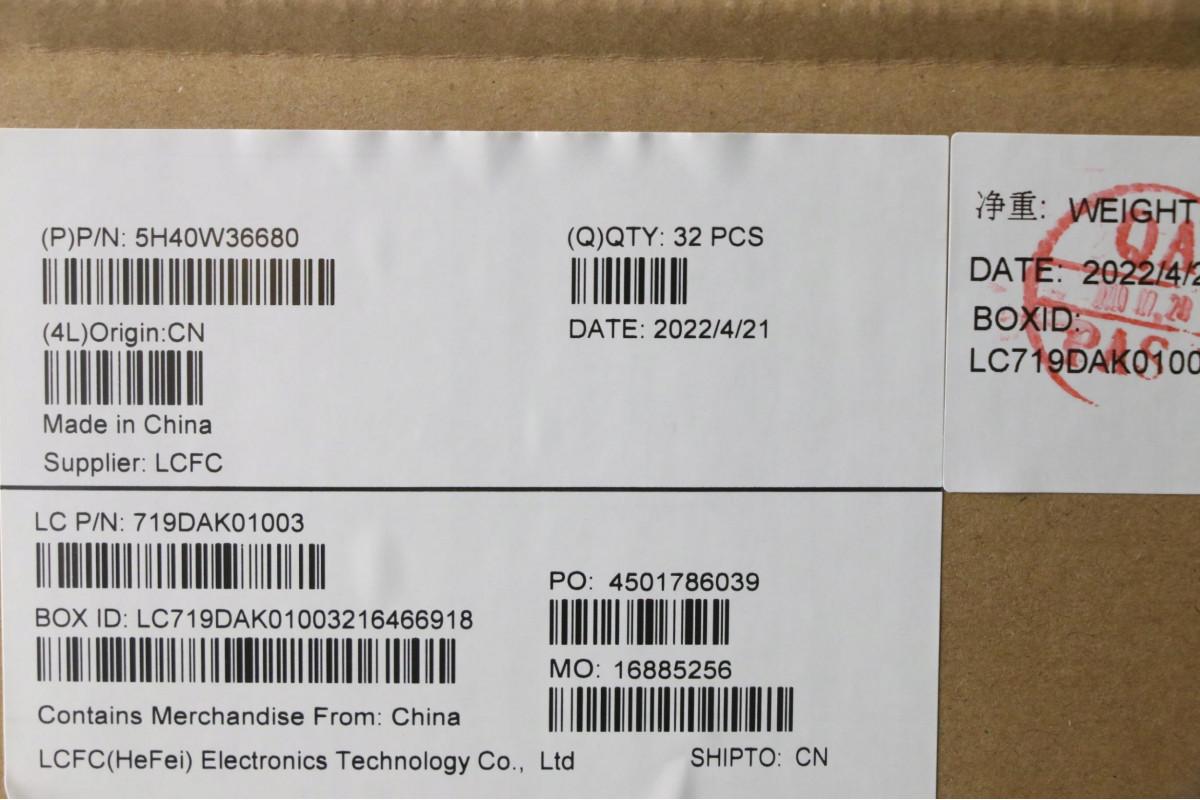 (P)P/N: 5H40W36680
(Q)QTY: 32 PCS
(4L)Origin:CN
DATE: 2022/4/21
Made in China
Supplier: LCFC
LC P/N: 719DAK01003
PO: 4501786039
BOX ID: LC719DAK01003216466918
MO: 16885256
Contains Merchandise From: China
LCFC(HeFei) Electronics Technology Co., Ltd
SHIPTO: CN
净重: WEIGHT
DATE: 2022/4/2
BOXID:
LC719DAK0100
QA
PAS